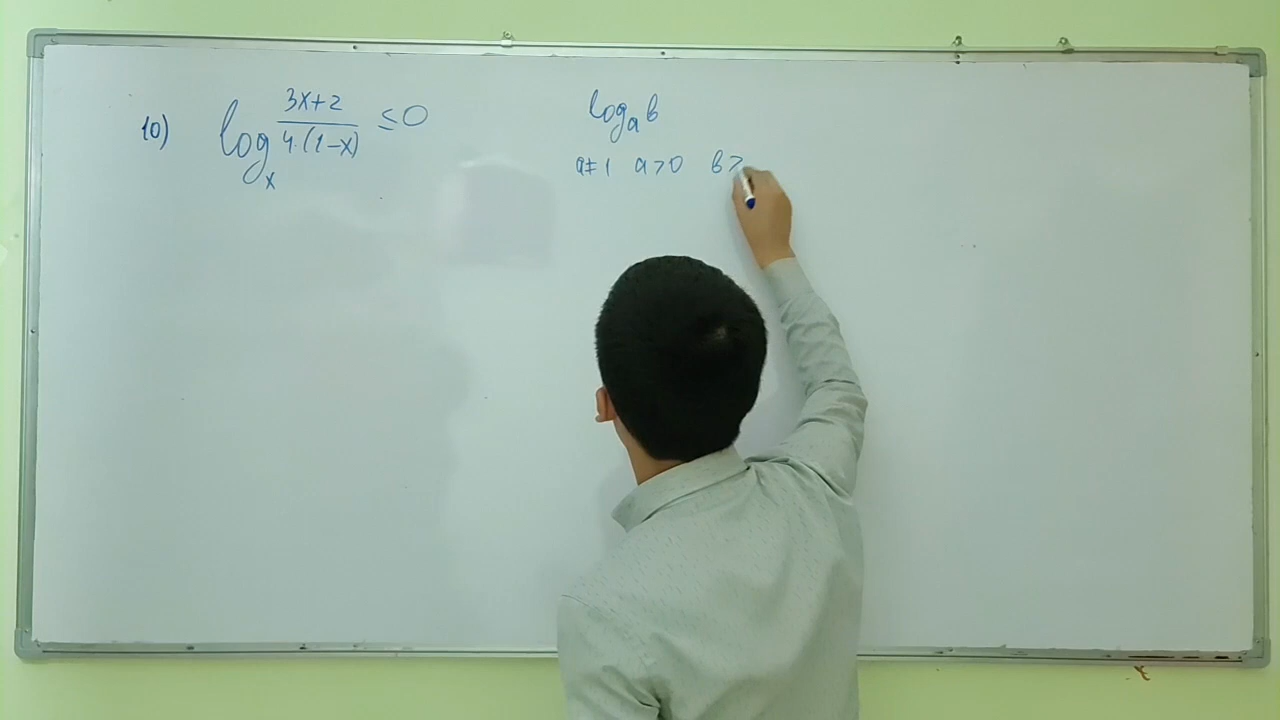 10) log_x (3x+2)/(4·(1-x)) ≤0
log_a b
a≠1 a>0 b>